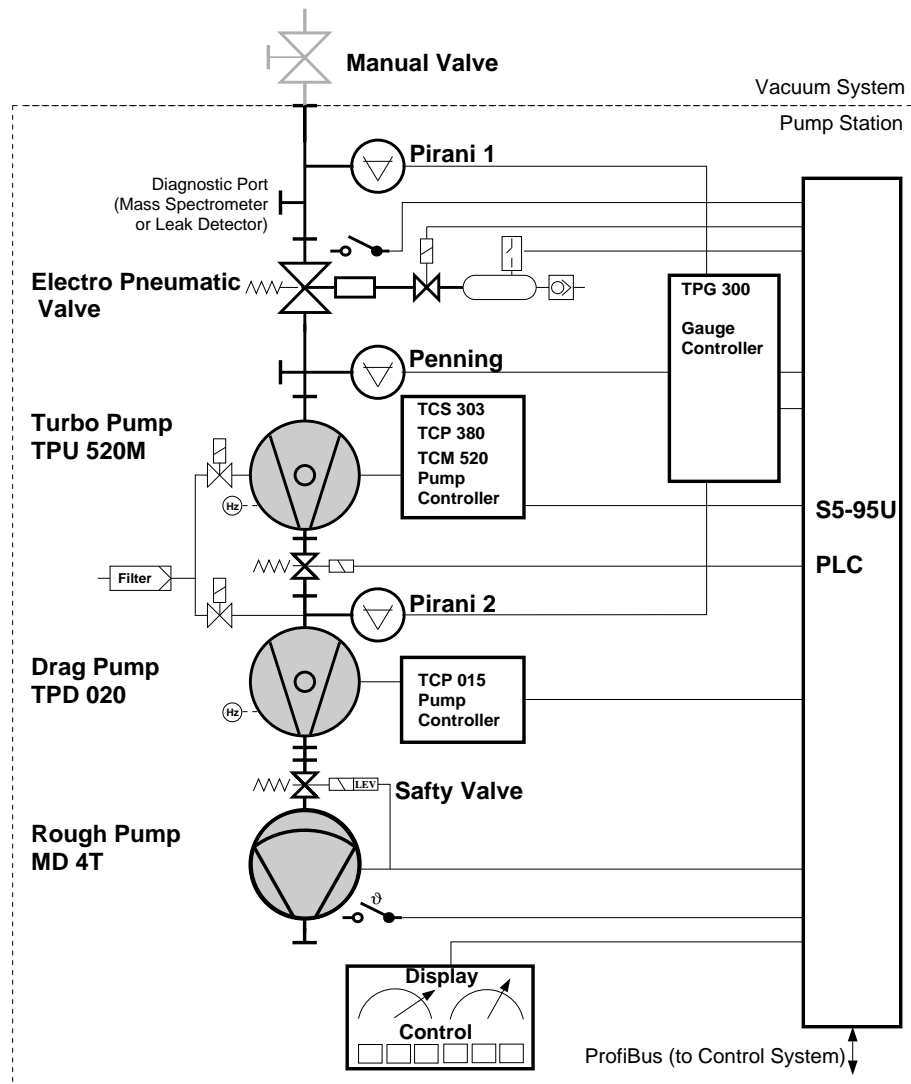 Manual Valve
Vacuum System
Pump Station
Pirani 1
Diagnostic Port
(Mass Spectrometer
or Leak Detector)
Electro Pneumatic
Valve
TPG 300
Gauge
Controller
Penning
Turbo Pump
TPU 520M
TCS 303
TCP 380
TCM 520
Pump
Controller
Hz
S5-95U
PLC
Filter
Pirani 2
Drag Pump
TPD 020
TCP 015
Pump
Controller
Hz
LEV
Safty Valve
Rough Pump
MD 4T
ϑ
Display
Control
ProfiBus (to Control System)